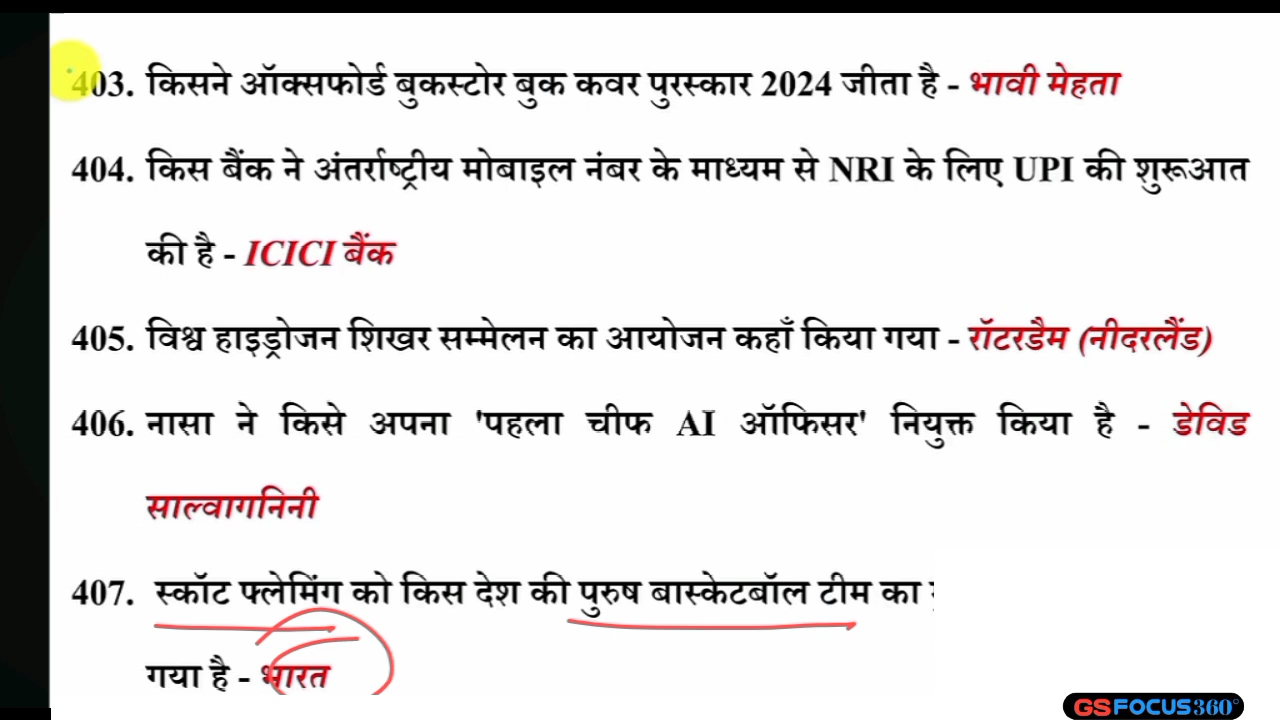 403. किसने ऑक्सफोर्ड बुकस्टोर बुक कवर पुरस्कार 2024 जीता है - भावी मेहता
404. किस बैंक ने अंतर्राष्ट्रीय मोबाइल नंबर के माध्यम से NRI के लिए UPI की शुरूआत
की है - ICICI बैंक
405. विश्व हाइड्रोजन शिखर सम्मेलन का आयोजन कहाँ किया गया - रॉटरडैम (नीदरलैंड)
406. नासा ने किसे अपना 'पहला चीफ AI ऑफिसर' नियुक्त किया है - डेविड
साल्वागनिनी
407. स्कॉट फ्लेमिंग को किस देश की पुरुष बास्केटबॉल टीम का
गया है - भारत
GSFOCUS360°